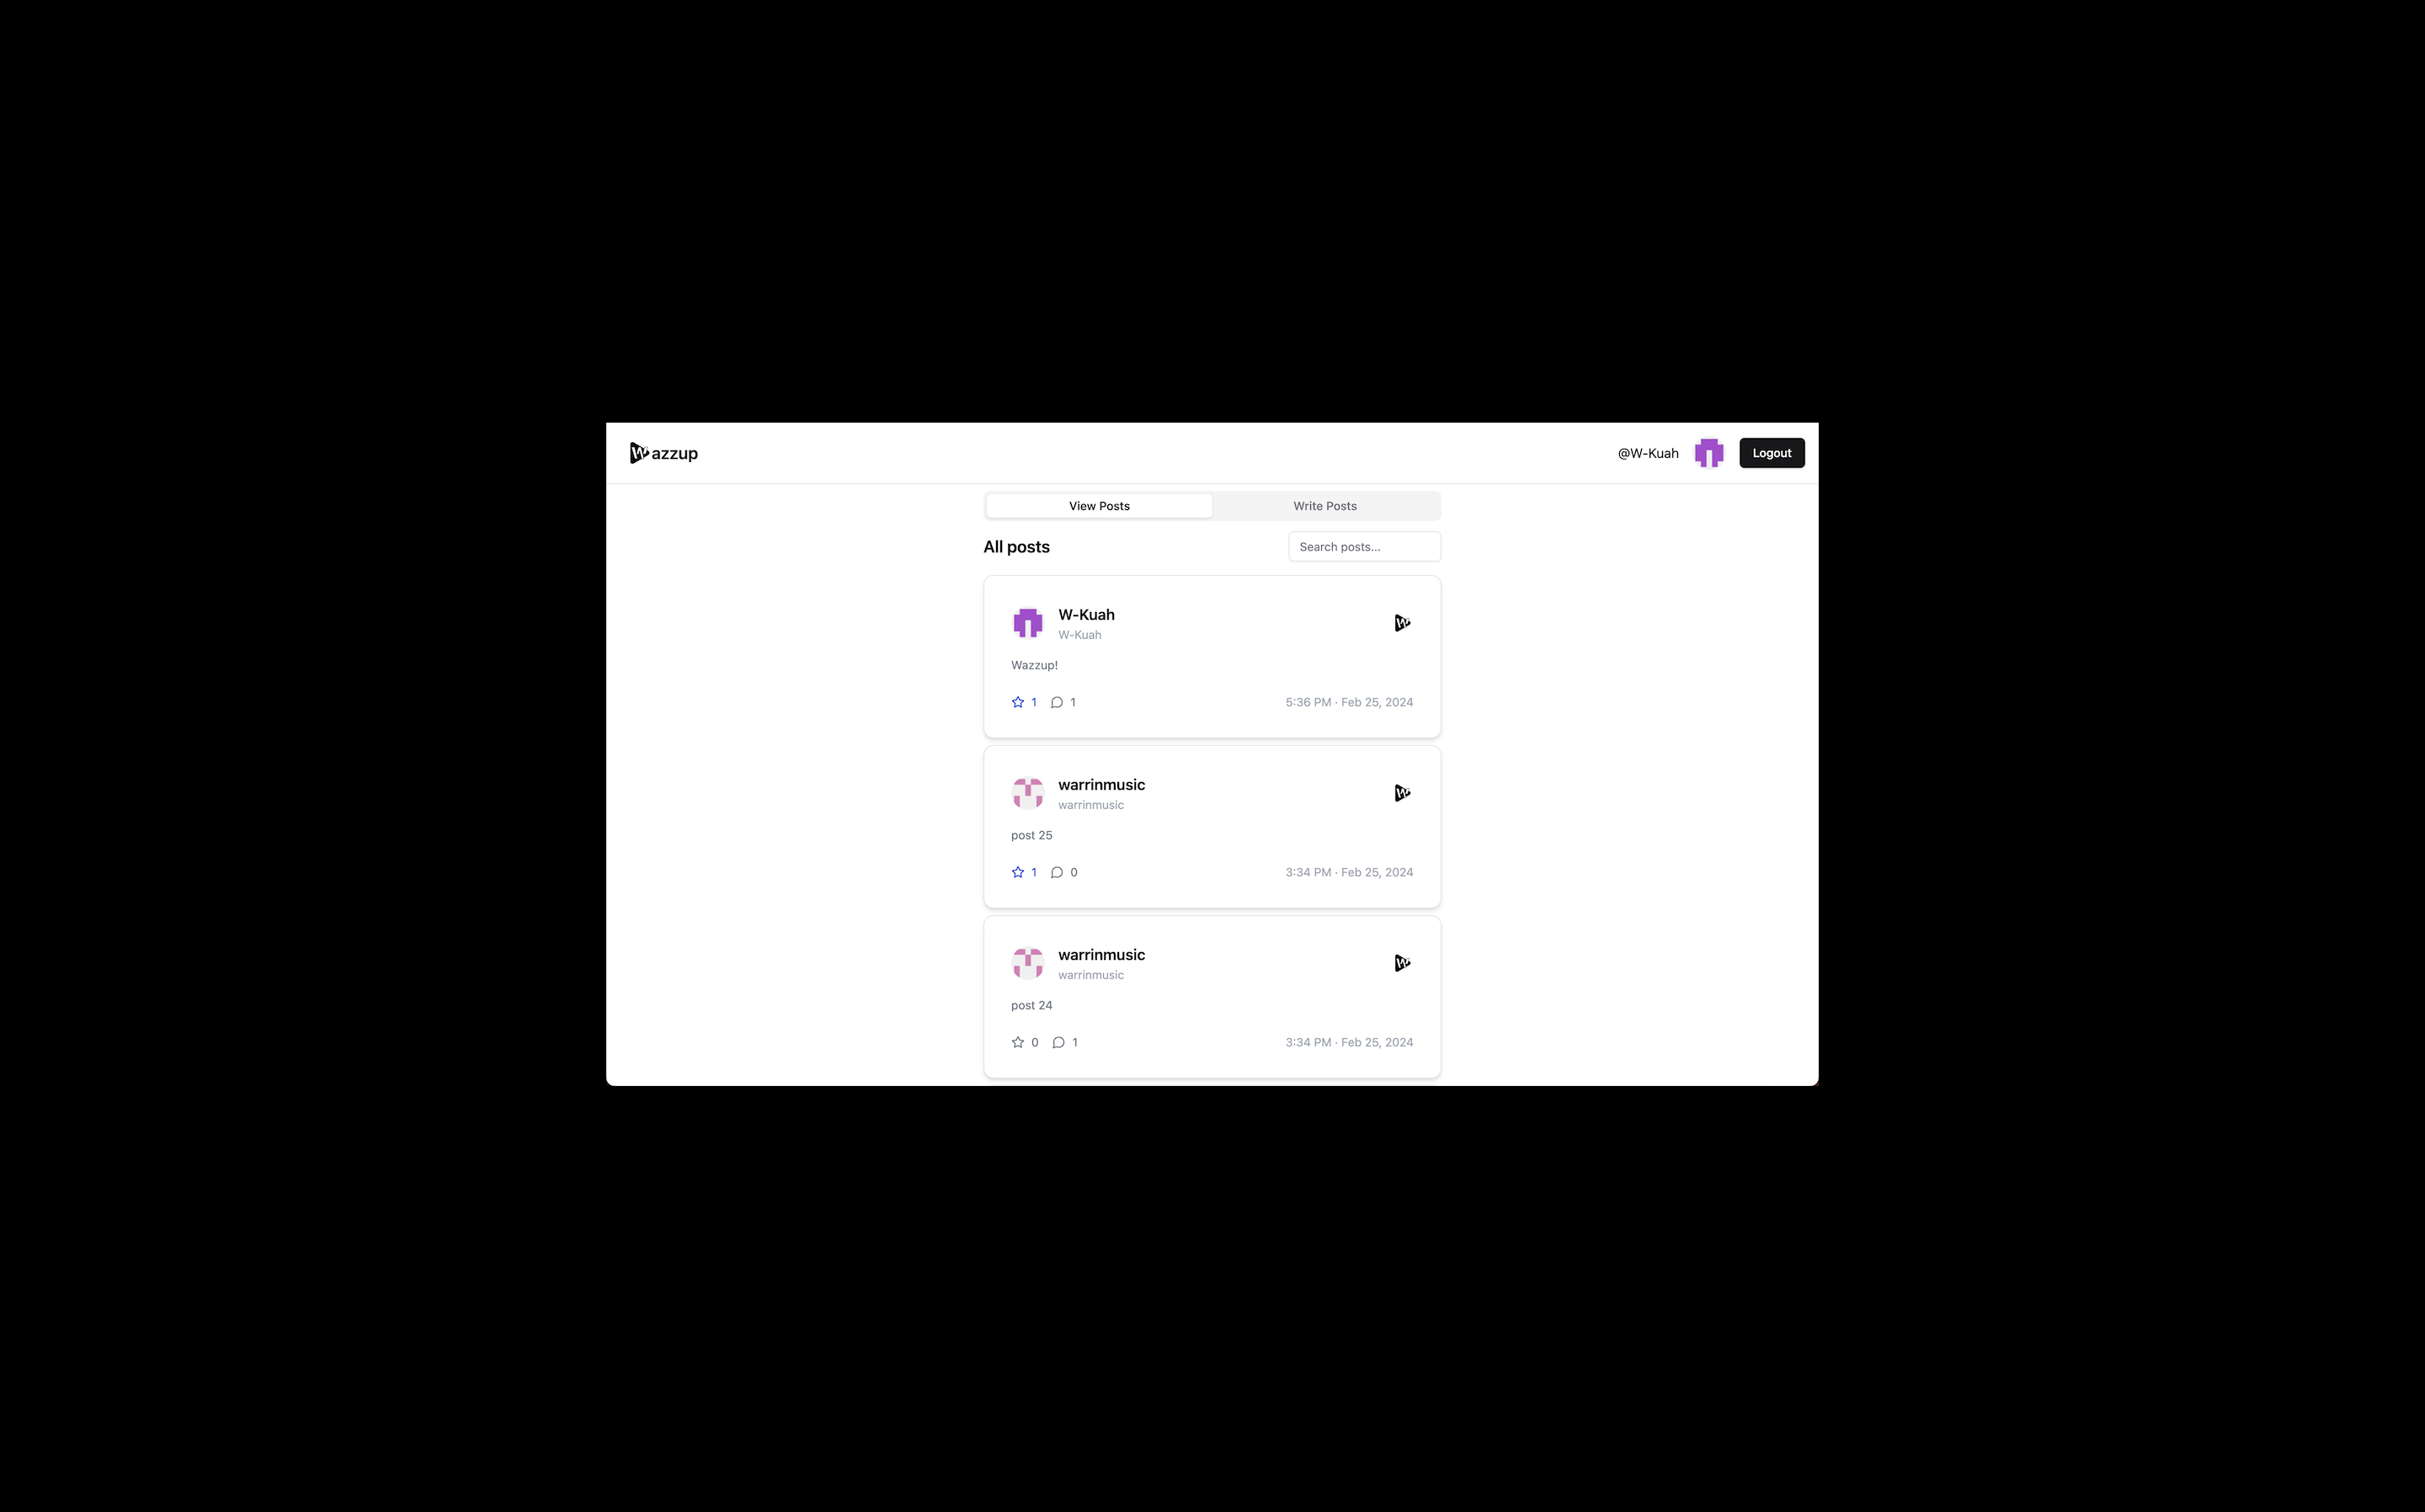 Wazzup
@W-Kuah
Logout
View Posts
Write Posts
All posts
Search posts...
W-Kuah
W
W-Kuah
Wazzup!
1 1
5:36 PM · Feb 25, 2024
warrinmusic
W
warrinmusic
post 25
1 0
3:34 PM · Feb 25, 2024
warrinmusic
W
warrinmusic
post 24
0 1
3:34 PM · Feb 25, 2024